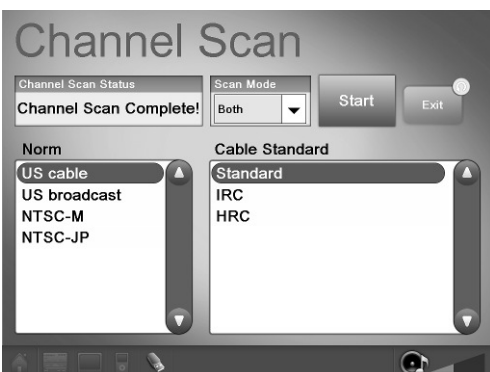 Channel Scan
Channel Scan Status
Scan Mode
Channel Scan Complete!
Both
Start
Exit
Norm
Cable Standard
US cable
US broadcast
NTSC-M
NTSC-JP
Standard
IRC
HRC